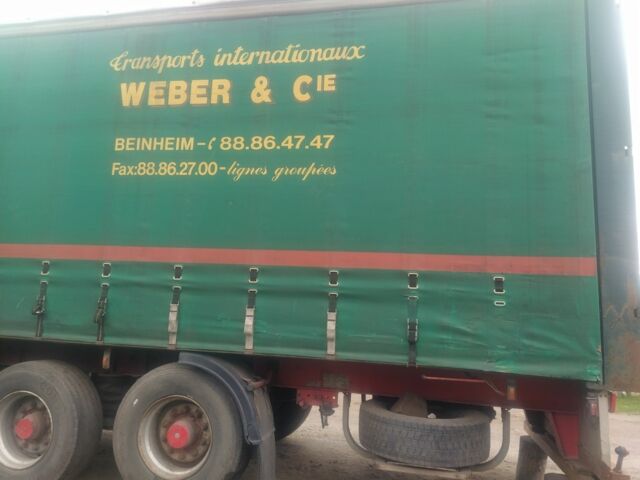 transports internationaux
WEBER & CIE
BEINHEIM - 88.86.47.47
Fax:88.86.27.00 - lignes groupées